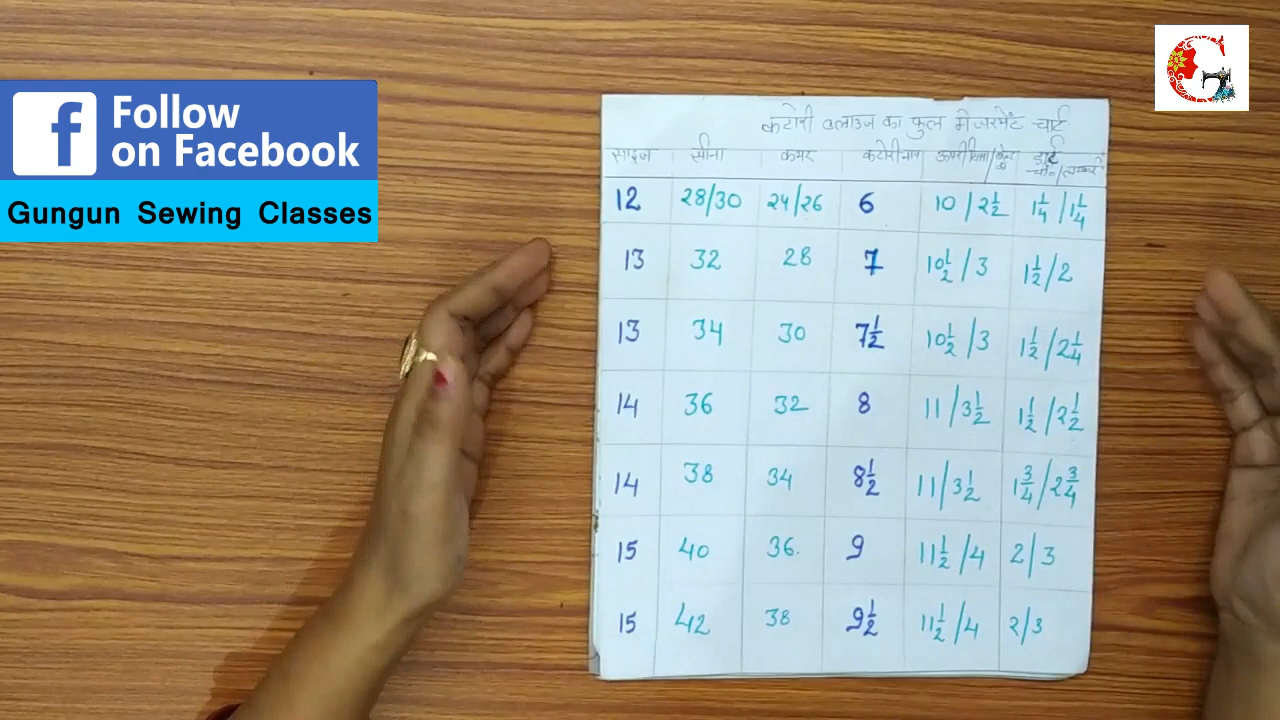 Follow
on Facebook
Gungun Sewing Classes
कटोरी ब्लाउज का फुल मेजरमेंट चार्ट
साइज सीना कमर कटोरी नाप ऊपरी हिस्सा/बेल्ट डार्ट चौ०/लम्बाई
12 28/30 24/26 6 10/2½ 1¼/1¼
13 32 28 7 10½/3 1½/2
13 34 30 7½ 10½/3 1½/2¼
14 36 32 8 11/3½ 1½/2½
14 38 34 8½ 11/3½ 1¾/2¾
15 40 36. 9 11½/4 2/3
15 42 38 9½ 11½/4 2/3